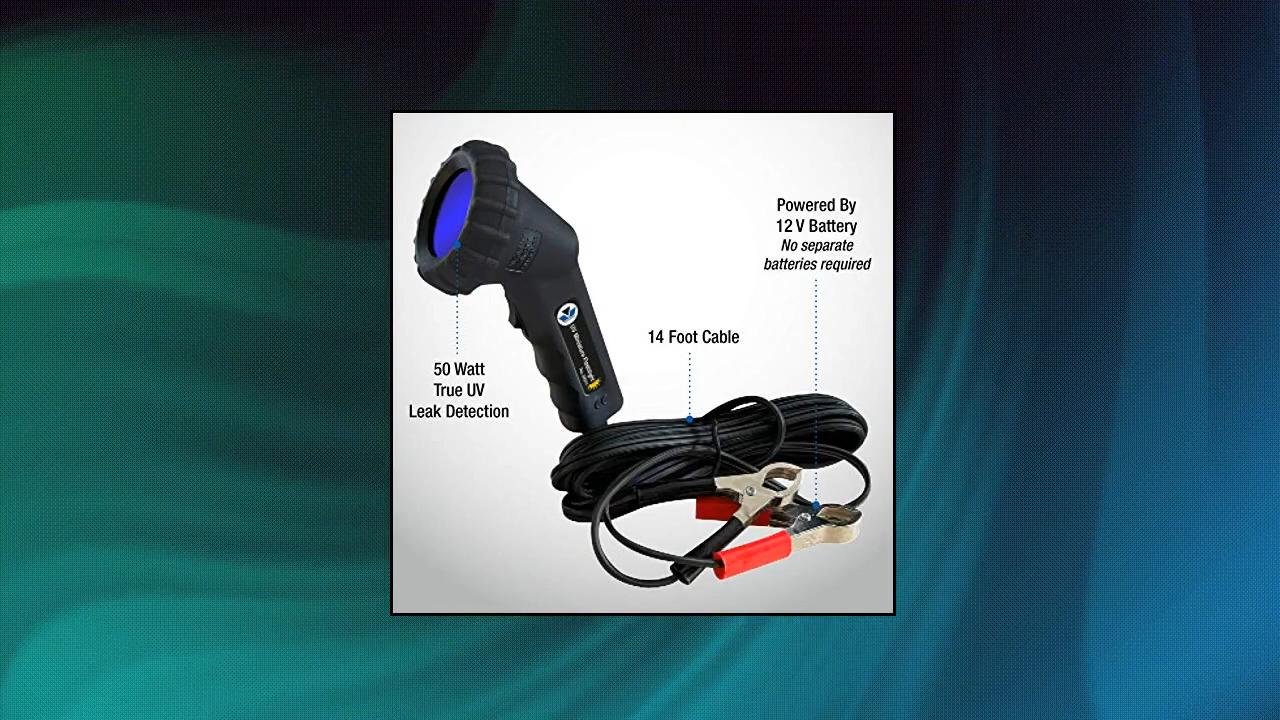 Powered By
12 V Battery
No separate
batteries required
14 Foot Cable
50 Watt
True UV
Leak Detection